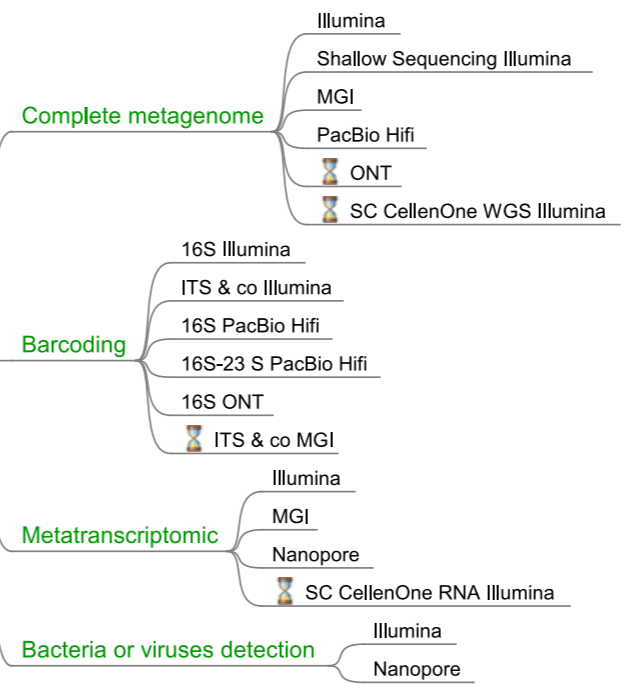 Illumina
Shallow Sequencing Illumina
Complete metagenome
MGI
PacBio Hifi
ONT
SC CellenOne WGS Illumina
16S Illumina
ITS & co Illumina
16S PacBio Hifi
Barcoding
16S-23 S PacBio Hifi
16S ONT
ITS & co MGI
Illumina
MGI
Metatranscriptomic
Nanopore
SC CellenOne RNA Illumina
Illumina
Bacteria or viruses detection
Nanopore